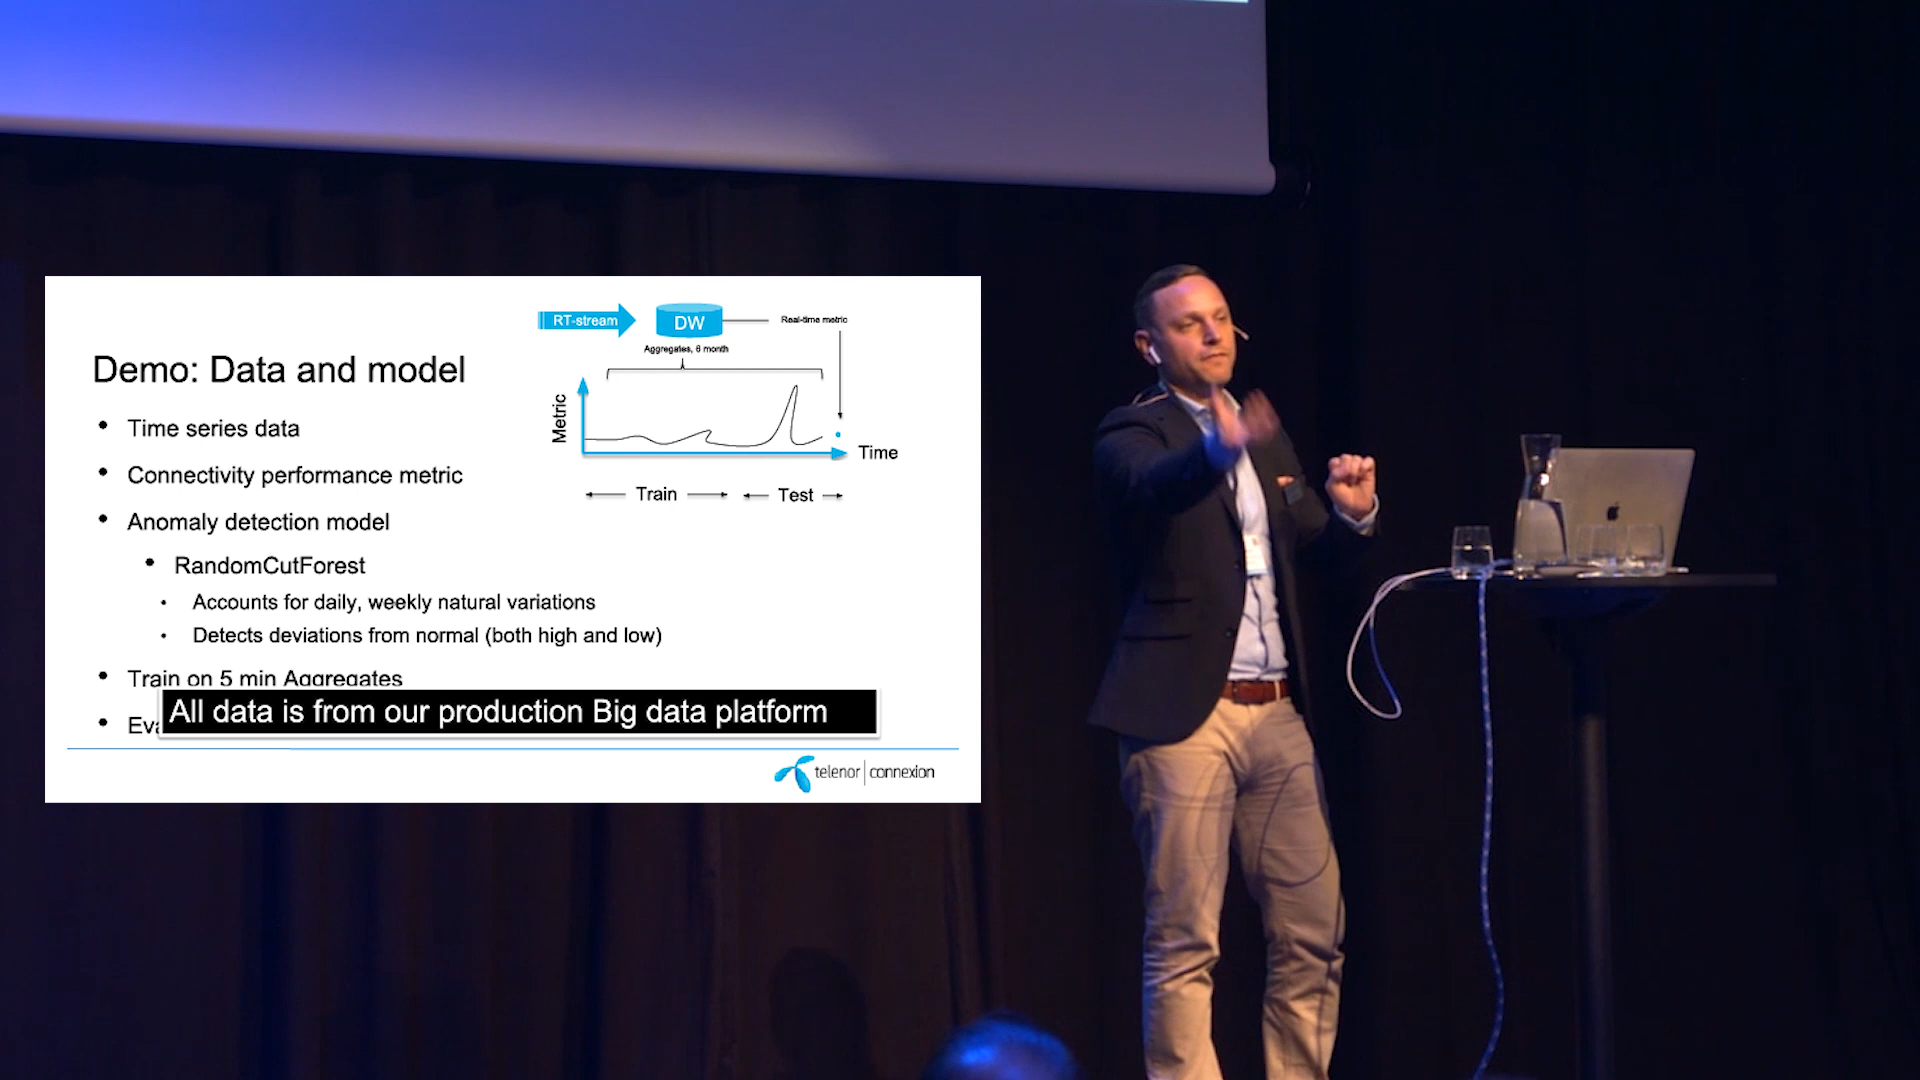 RT-stream
DW
Real-time metric
Aggregates, 6 month
Demo: Data and model
Metric
Time
Train
Test
• Time series data
• Connectivity performance metric
• Anomaly detection model
• RandomCutForest
• Accounts for daily, weekly natural variations
• Detects deviations from normal (both high and low)
• Train on 5 min Aggregates
All data is from our production Big data platform
telenor | connexion